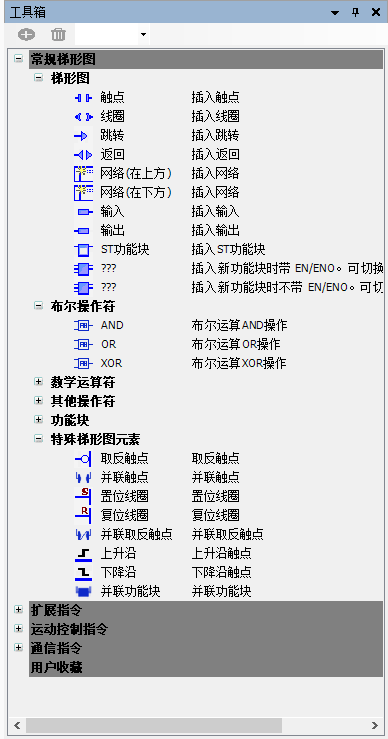 工具箱
常规梯形图
梯形图
触点 插入触点
线圈 插入线圈
跳转 插入跳转
返回 插入返回
网络(在上方) 插入网络
网络(在下方) 插入网络
输入 插入输入
输出 插入输出
ST功能块 插入ST功能块
??? 插入新功能块时带 EN/ENO。可切换
??? 插入新功能块时不带 EN/ENO。可切
布尔操作符
AND 布尔运算AND操作
OR 布尔运算OR操作
XOR 布尔运算XOR操作
数学运算符
其他操作符
功能块
特殊梯形图元素
取反触点 取反触点
并联触点 并联触点
置位线圈 置位线圈
复位线圈 复位线圈
并联取反触点 并联取反触点
上升沿 上升沿触点
下降沿 下降沿触点
并联功能块 并联功能块
扩展指令
运动控制指令
通信指令
用户收藏